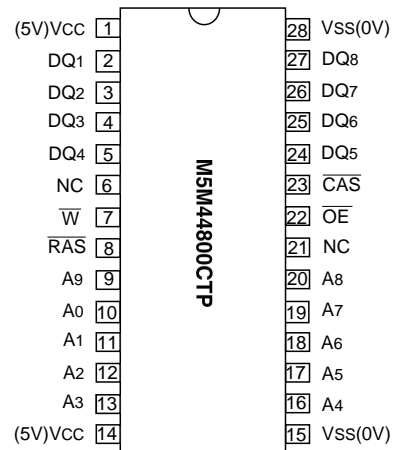 (5V)VCC 1 28 VSS(0V)
DQ1 2 27 DQ8
DQ2 3 26 DQ7
DQ3 4 25 DQ6
DQ4 5 24 DQ5
NC 6 23 C̅A̅S̅
W̅ 7 22 O̅E̅
R̅A̅S̅ 8 21 NC
A9 9 20 A8
A0 10 19 A7
A1 11 18 A6
A2 12 17 A5
A3 13 16 A4
(5V)VCC 14 15 VSS(0V)
M5M44800CTP